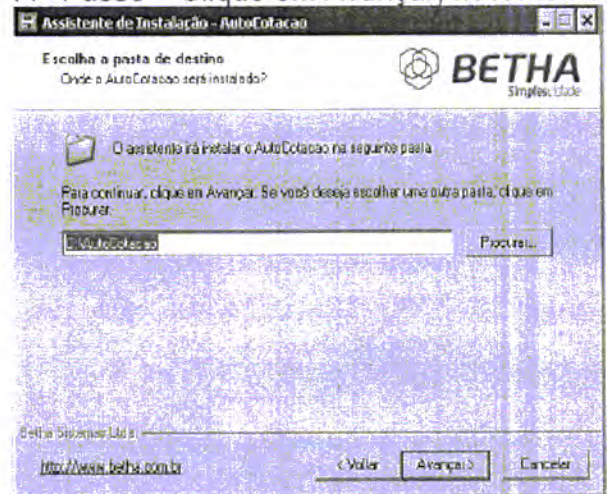 Assistente de Instalação - AutoCotacao
Escolha a pasta de destino
Onde o AutoCotacao será instalado?
BETHA
Simplescidade
O assistente irá instalar o AutoCotacao na seguinte pasta.
Para continuar, clique em Avançar. Se você deseja escolher uma outra pasta, clique em
Procurar.
C:\AutoCotacao
Procurar...
Betha Sistemas Ltda
http://www.betha.com.br
< Voltar
Avançar >
Cancelar